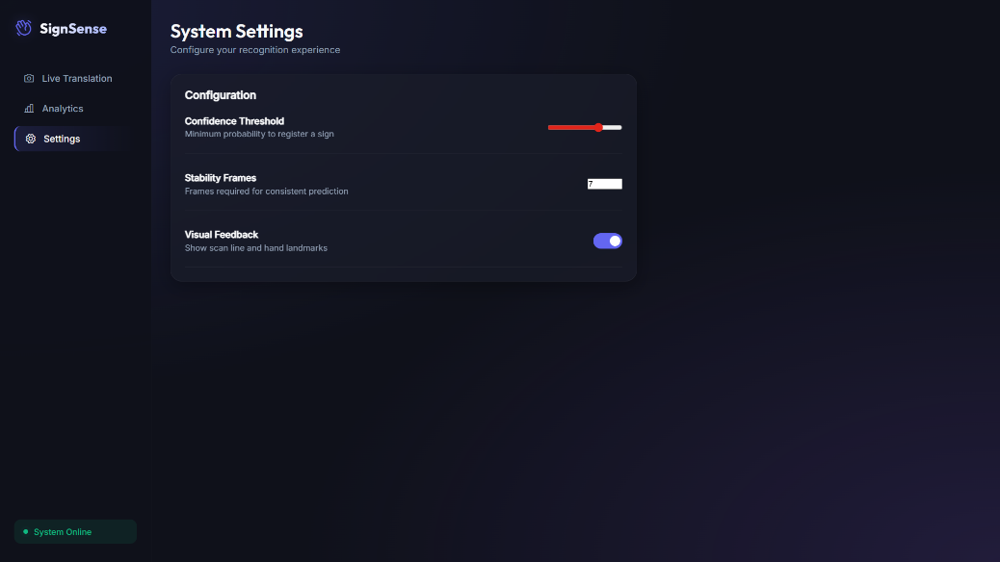 SignSense
Live Translation
Analytics
Settings
System Online
System Settings
Configure your recognition experience
Configuration
Confidence Threshold
Minimum probability to register a sign
Stability Frames
Frames required for consistent prediction
7
Visual Feedback
Show scan line and hand landmarks